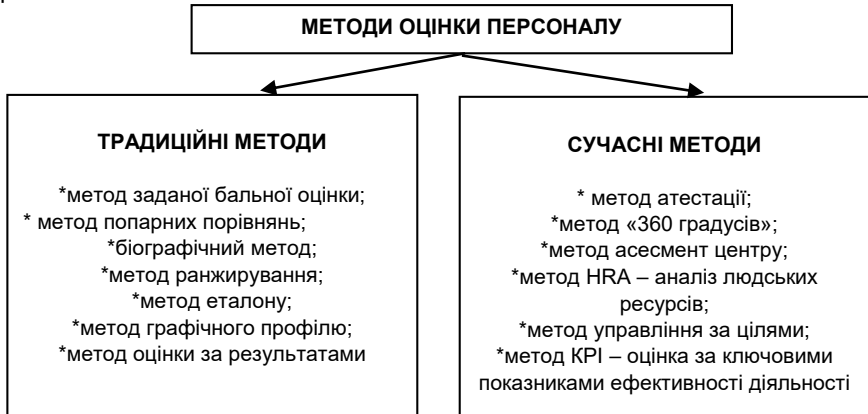 МЕТОДИ ОЦІНКИ ПЕРСОНАЛУ
ТРАДИЦІЙНІ МЕТОДИ
*метод заданої бальної оцінки;
* метод попарних порівнянь;
*біографічний метод;
*метод ранжирування;
*метод еталону;
*метод графічного профілю;
*метод оцінки за результатами
СУЧАСНІ МЕТОДИ
* метод атестації;
*метод «360 градусів»;
*метод асесмент центру;
*метод HRA – аналіз людських
ресурсів;
*метод управління за цілями;
*метод KPI – оцінка за ключовими
показниками ефективності діяльності